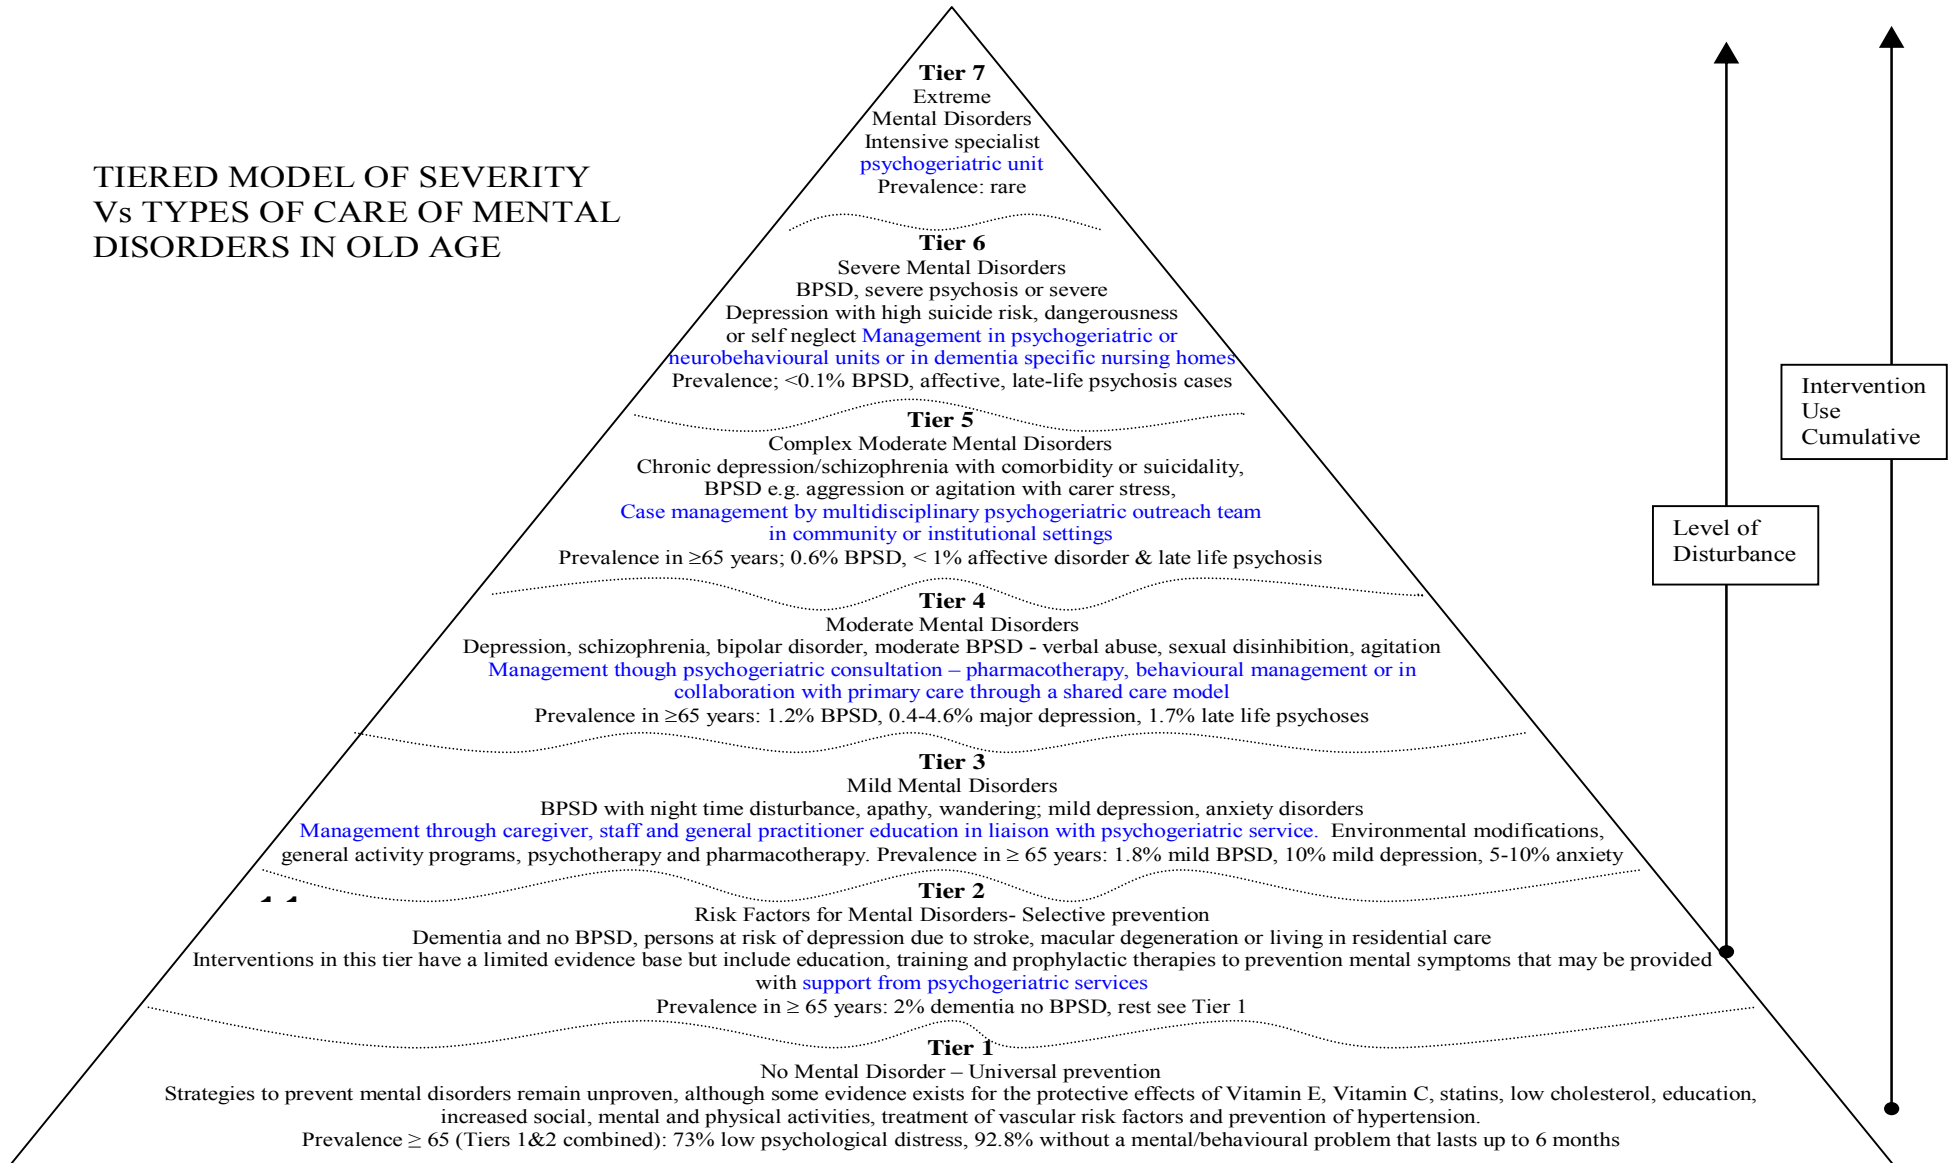 TIERED MODEL OF SEVERITY
Vs TYPES OF CARE OF MENTAL
DISORDERS IN OLD AGE
Tier 7
Extreme
Mental Disorders
Intensive specialist
psychogeriatric unit
Prevalence: rare
Tier 6
Severe Mental Disorders
BPSD, severe psychosis or severe
Depression with high suicide risk, dangerousness
or self neglect Management in psychogeriatric or
neurobehavioural units or in dementia specific nursing homes
Prevalence; <0.1% BPSD, affective, late-life psychosis cases
Tier 5
Complex Moderate Mental Disorders
Chronic depression/schizophrenia with comorbidity or suicidality,
BPSD e.g. aggression or agitation with carer stress,
Case management by multidisciplinary psychogeriatric outreach team
in community or institutional settings
Prevalence in ≥65 years; 0.6% BPSD, < 1% affective disorder & late life psychosis
Tier 4
Moderate Mental Disorders
Depression, schizophrenia, bipolar disorder, moderate BPSD - verbal abuse, sexual disinhibition, agitation
Management though psychogeriatric consultation – pharmacotherapy, behavioural management or in
collaboration with primary care through a shared care model
Prevalence in ≥65 years: 1.2% BPSD, 0.4-4.6% major depression, 1.7% late life psychoses
Tier 3
Mild Mental Disorders
BPSD with night time disturbance, apathy, wandering; mild depression, anxiety disorders
Management through caregiver, staff and general practitioner education in liaison with psychogeriatric service. Environmental modifications,
general activity programs, psychotherapy and pharmacotherapy. Prevalence in ≥ 65 years: 1.8% mild BPSD, 10% mild depression, 5-10% anxiety
Tier 2
Risk Factors for Mental Disorders- Selective prevention
Dementia and no BPSD, persons at risk of depression due to stroke, macular degeneration or living in residential care
Interventions in this tier have a limited evidence base but include education, training and prophylactic therapies to prevention mental symptoms that may be provided
with support from psychogeriatric services
Prevalence in ≥ 65 years: 2% dementia no BPSD, rest see Tier 1
Tier 1
No Mental Disorder – Universal prevention
Strategies to prevent mental disorders remain unproven, although some evidence exists for the protective effects of Vitamin E, Vitamin C, statins, low cholesterol, education,
increased social, mental and physical activities, treatment of vascular risk factors and prevention of hypertension.
Prevalence ≥ 65 (Tiers 1&2 combined): 73% low psychological distress, 92.8% without a mental/behavioural problem that lasts up to 6 months
Level of
Disturbance
Intervention
Use
Cumulative